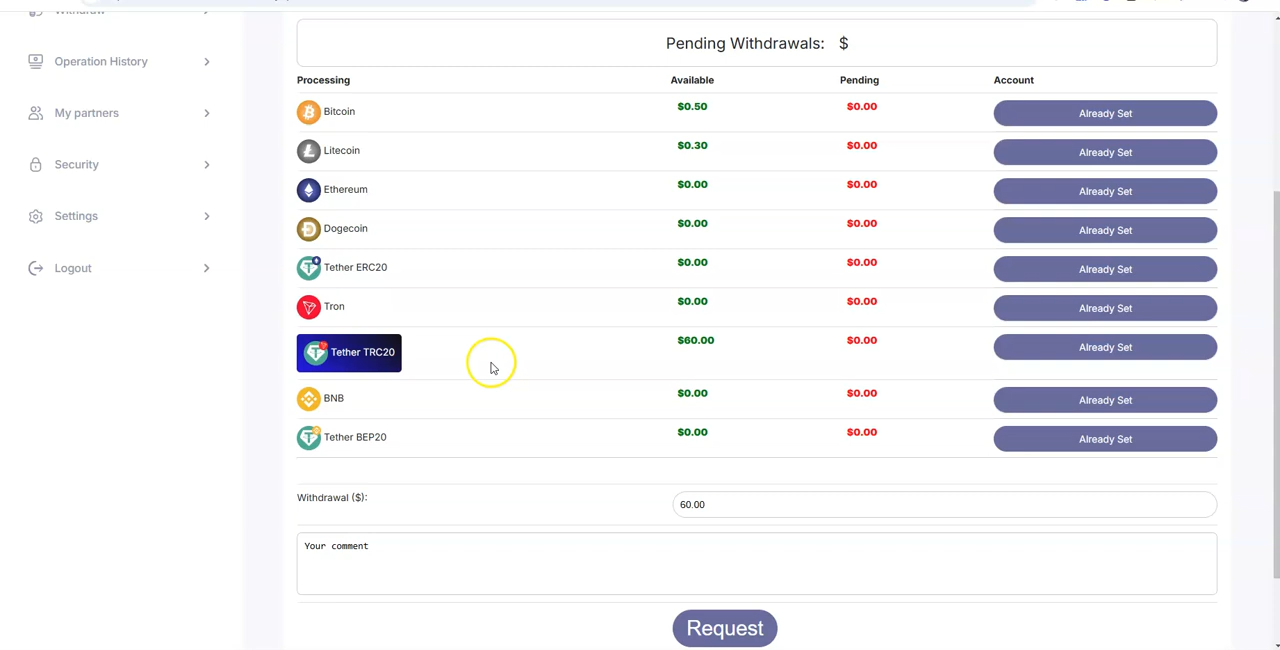 Withdraw
Operation History
My partners
Security
Settings
Logout
Pending Withdrawals: $
Processing Available Pending Account
Bitcoin $0.50 $0.00 Already Set
Litecoin $0.30 $0.00 Already Set
Ethereum $0.00 $0.00 Already Set
Dogecoin $0.00 $0.00 Already Set
Tether ERC20 $0.00 $0.00 Already Set
Tron $0.00 $0.00 Already Set
Tether TRC20 $60.00 $0.00 Already Set
BNB $0.00 $0.00 Already Set
Tether BEP20 $0.00 $0.00 Already Set
Withdrawal ($): 60.00
Your comment
Request